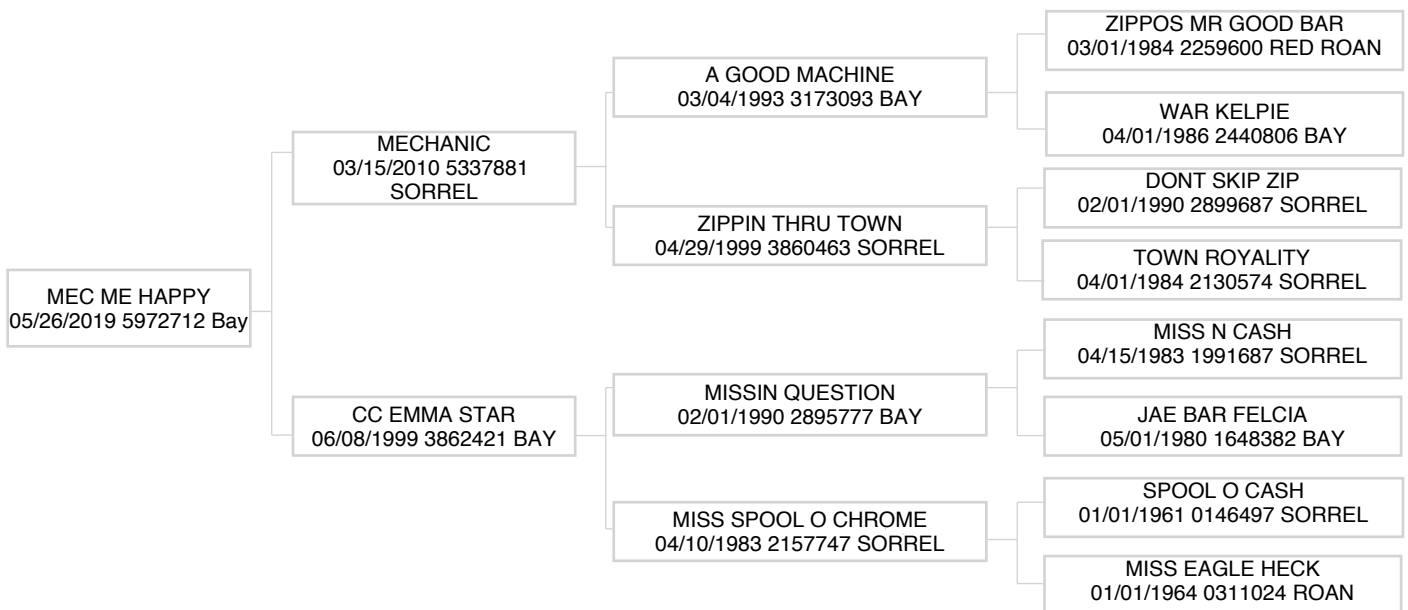 MEC ME HAPPY
05/26/2019 5972712 Bay
MECHANIC
03/15/2010 5337881
SORREL
CC EMMA STAR
06/08/1999 3862421 BAY
A GOOD MACHINE
03/04/1993 3173093 BAY
ZIPPIN THRU TOWN
04/29/1999 3860463 SORREL
MISSIN QUESTION
02/01/1990 2895777 BAY
MISS SPOOL O CHROME
04/10/1983 2157747 SORREL
ZIPPOS MR GOOD BAR
03/01/1984 2259600 RED ROAN
WAR KELPIE
04/01/1986 2440806 BAY
DONT SKIP ZIP
02/01/1990 2899687 SORREL
TOWN ROYALITY
04/01/1984 2130574 SORREL
MISS N CASH
04/15/1983 1991687 SORREL
JAE BAR FELCIA
05/01/1980 1648382 BAY
SPOOL O CASH
01/01/1961 0146497 SORREL
MISS EAGLE HECK
01/01/1964 0311024 ROAN